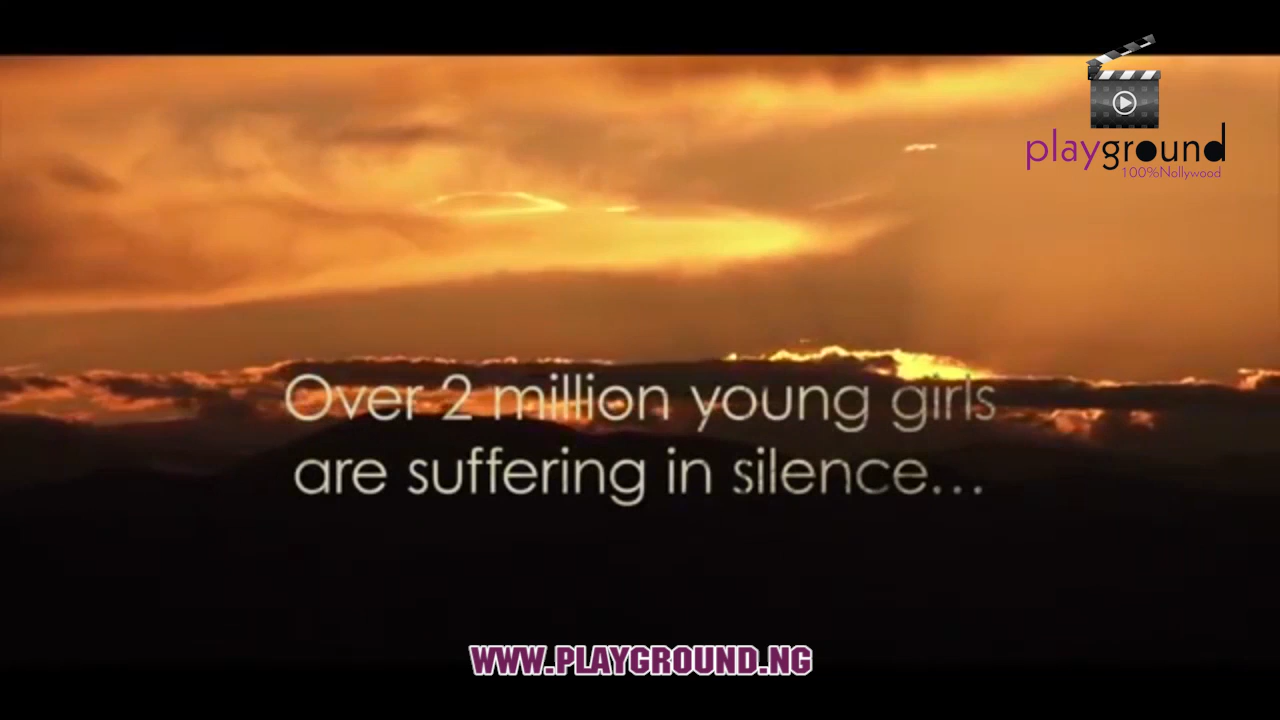 playground
100%Nollywood
Over 2 million young girls
are suffering in silence...
WWW.PLAYGROUND.NG